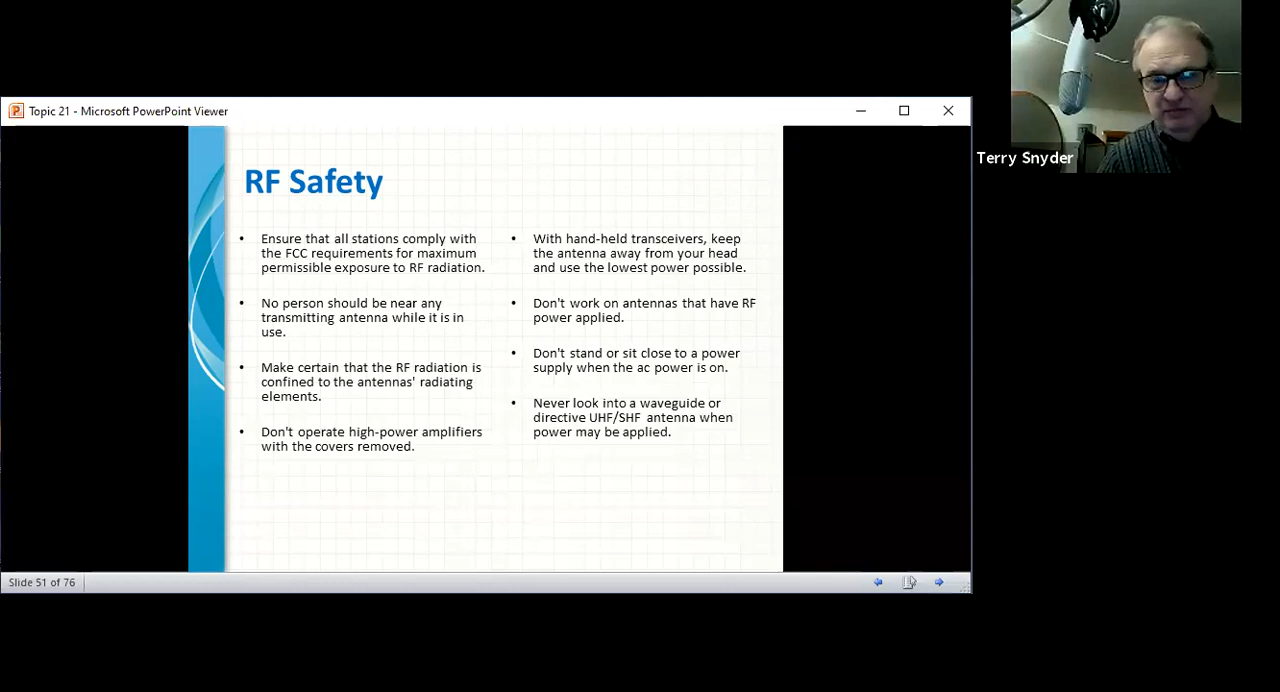 Topic 21 - Microsoft PowerPoint Viewer
Terry Snyder
RF Safety
• Ensure that all stations comply with
the FCC requirements for maximum
permissible exposure to RF radiation.
• No person should be near any
transmitting antenna while it is in
use.
• Make certain that the RF radiation is
confined to the antennas' radiating
elements.
• Don't operate high-power amplifiers
with the covers removed.
• With hand-held transceivers, keep
the antenna away from your head
and use the lowest power possible.
• Don't work on antennas that have RF
power applied.
• Don't stand or sit close to a power
supply when the ac power is on.
• Never look into a waveguide or
directive UHF/SHF antenna when
power may be applied.
Slide 51 of 76